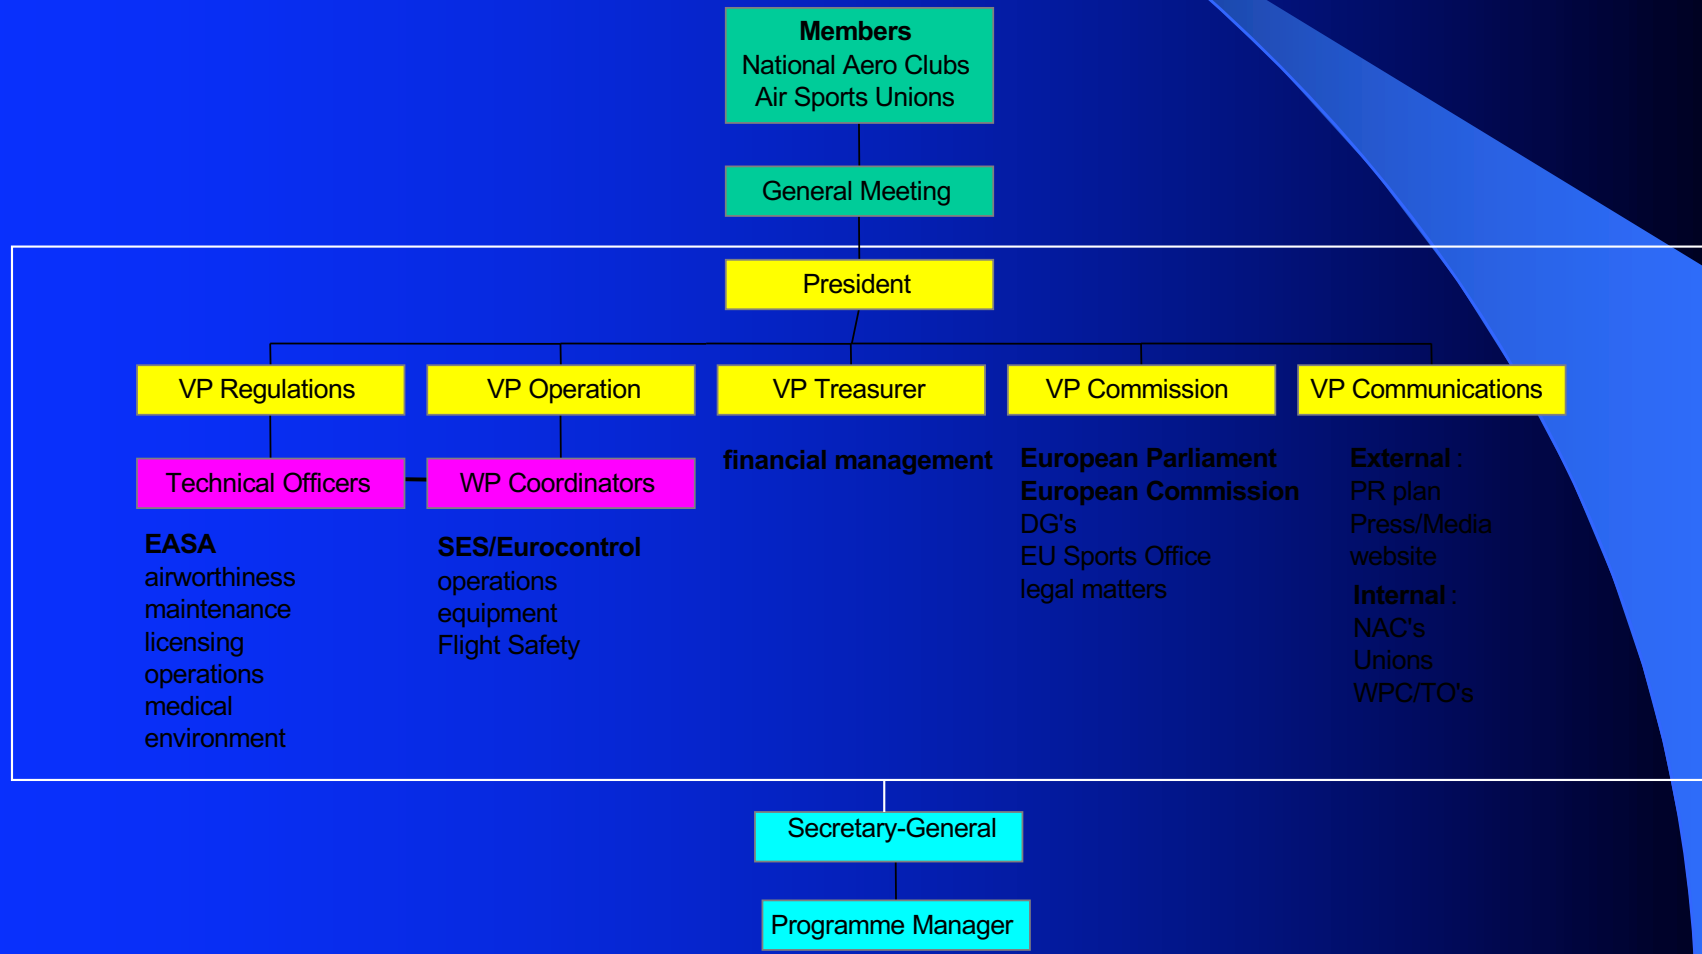 Members
National Aero Clubs
Air Sports Unions
General Meeting
President
VP Regulations
VP Operation
VP Treasurer
VP Commission
VP Communications
Technical Officers
WP Coordinators
EASA
airworthiness
maintenance
licensing
operations
medical
environment
SES/Eurocontrol
operations
equipment
Flight Safety
financial management
European Parliament
European Commission
DG's
EU Sports Office
legal matters
External :
PR plan
Press/Media
website
Internal :
NAC's
Unions
WPC/TO's
Secretary-General
Programme Manager